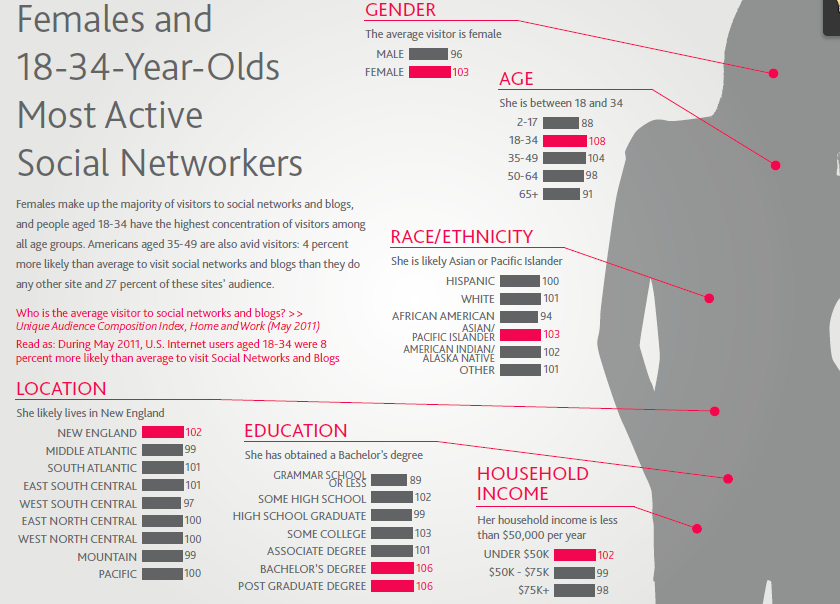 Females and
18-34-Year-Olds
Most Active
Social Networkers
Females make up the majority of visitors to social networks and blogs,
and people aged 18-34 have the highest concentration of visitors among
all age groups. Americans aged 35-49 are also avid visitors: 4 percent
more likely than average to visit social networks and blogs than they do
any other site and 27 percent of these sites' audience.
Who is the average visitor to social networks and blogs? >>
Unique Audience Composition Index, Home and Work (May 2011)
Read as: During May 2011, U.S. Internet users aged 18-34 were 8
percent more likely than average to visit Social Networks and Blogs
GENDER
The average visitor is female
MALE 96
FEMALE 103
AGE
She is between 18 and 34
2-17 88
18-34 108
35-49 104
50-64 98
65+ 91
RACE/ETHNICITY
She is likely Asian or Pacific Islander
HISPANIC 100
WHITE 101
AFRICAN AMERICAN 94
ASIAN/
PACIFIC ISLANDER 103
AMERICAN INDIAN/
ALASKA NATIVE 102
OTHER 101
LOCATION
She likely lives in New England
NEW ENGLAND 102
MIDDLE ATLANTIC 99
SOUTH ATLANTIC 101
EAST SOUTH CENTRAL 101
WEST SOUTH CENTRAL 97
EAST NORTH CENTRAL 100
WEST NORTH CENTRAL 100
MOUNTAIN 99
PACIFIC 100
EDUCATION
She has obtained a Bachelor's degree
GRAMMAR SCHOOL
OR LESS 89
SOME HIGH SCHOOL 102
HIGH SCHOOL GRADUATE 99
SOME COLLEGE 103
ASSOCIATE DEGREE 101
BACHELOR'S DEGREE 106
POST GRADUATE DEGREE 106
HOUSEHOLD
INCOME
Her household income is less
than $50,000 per year
UNDER $50K 102
$50K - $75K 99
$75K+ 98